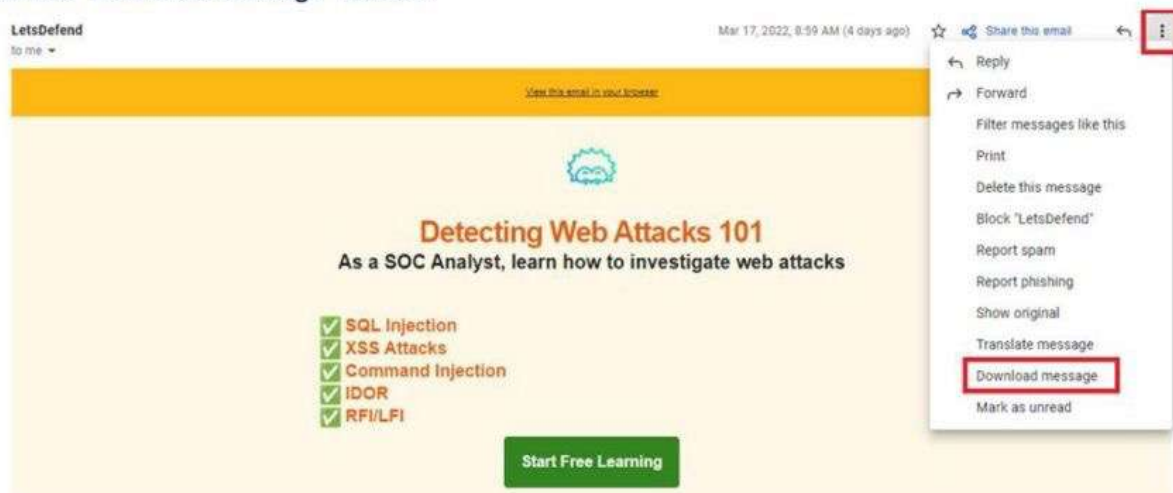 LetsDefend
Mar 17, 2022, 8:59 AM (4 days ago)
Share this email
to me
View this email in your browser
Detecting Web Attacks 101
As a SOC Analyst, learn how to investigate web attacks
SQL Injection
XSS Attacks
Command Injection
IDOR
RFI/LFI
Start Free Learning
Reply
Forward
Filter messages like this
Print
Delete this message
Block "LetsDefend"
Report spam
Report phishing
Show original
Translate message
Download message
Mark as unread